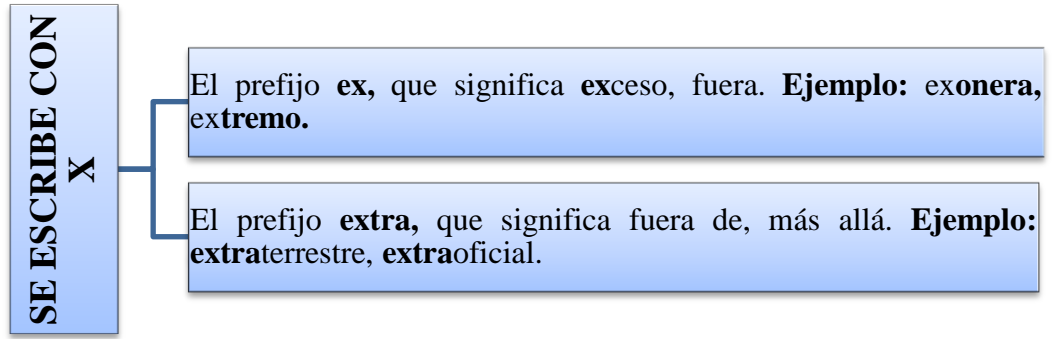 SE ESCRIBE CON
X
El prefijo ex, que significa exceso, fuera. Ejemplo: exonera,
extremo.
El prefijo extra, que significa fuera de, más allá. Ejemplo:
extraterrestre, extraoficial.